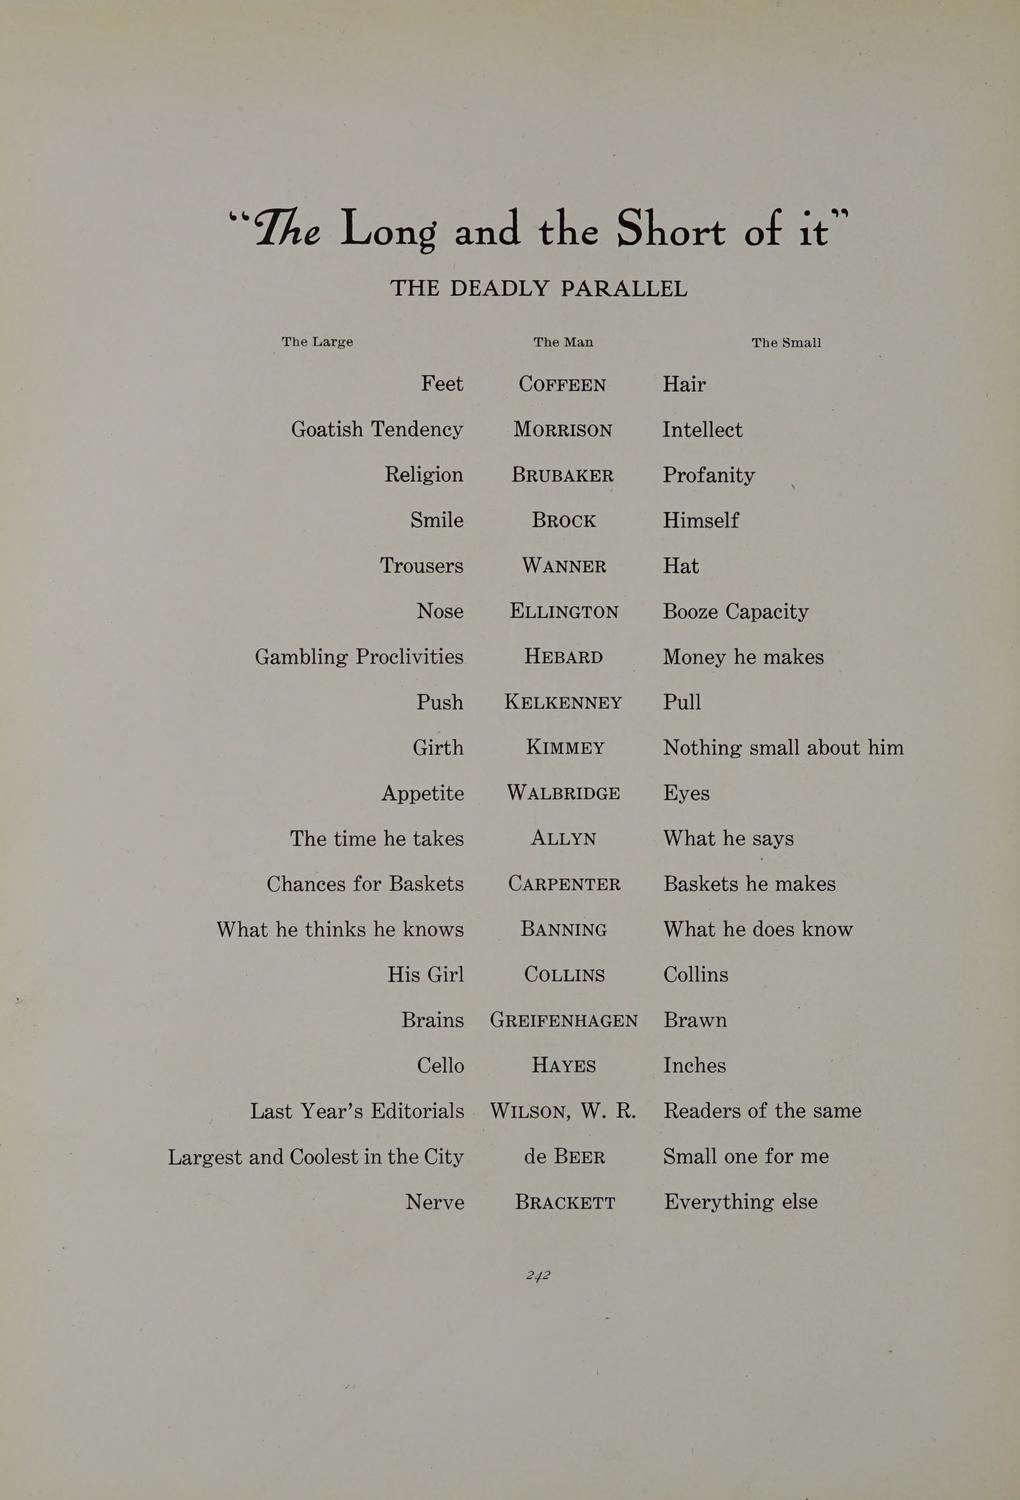 “The Long and the Short of it”
THE DEADLY PARALLEL
The Large The Man The Small
Feet COFFEEN Hair
Goatish Tendency MORRISON Intellect
Religion BRUBAKER Profanity
Smile BROCK Himself
Trousers WANNER Hat
Nose ELLINGTON Booze Capacity
Gambling Proclivities HEBARD Money he makes
Push KELKENNEY Pull
Girth KIMMEY Nothing small about him
Appetite WALBRIDGE Eyes
The time he takes ALLYN What he says
Chances for Baskets CARPENTER Baskets he makes
What he thinks he knows BANNING What he does know
His Girl COLLINS Collins
Brains GREIFENHAGEN Brawn
Cello HAYES Inches
Last Year’s Editorials WILSON, W. R. Readers of the same
Largest and Coolest in the City de BEER Small one for me
Nerve BRACKETT Everything else
242